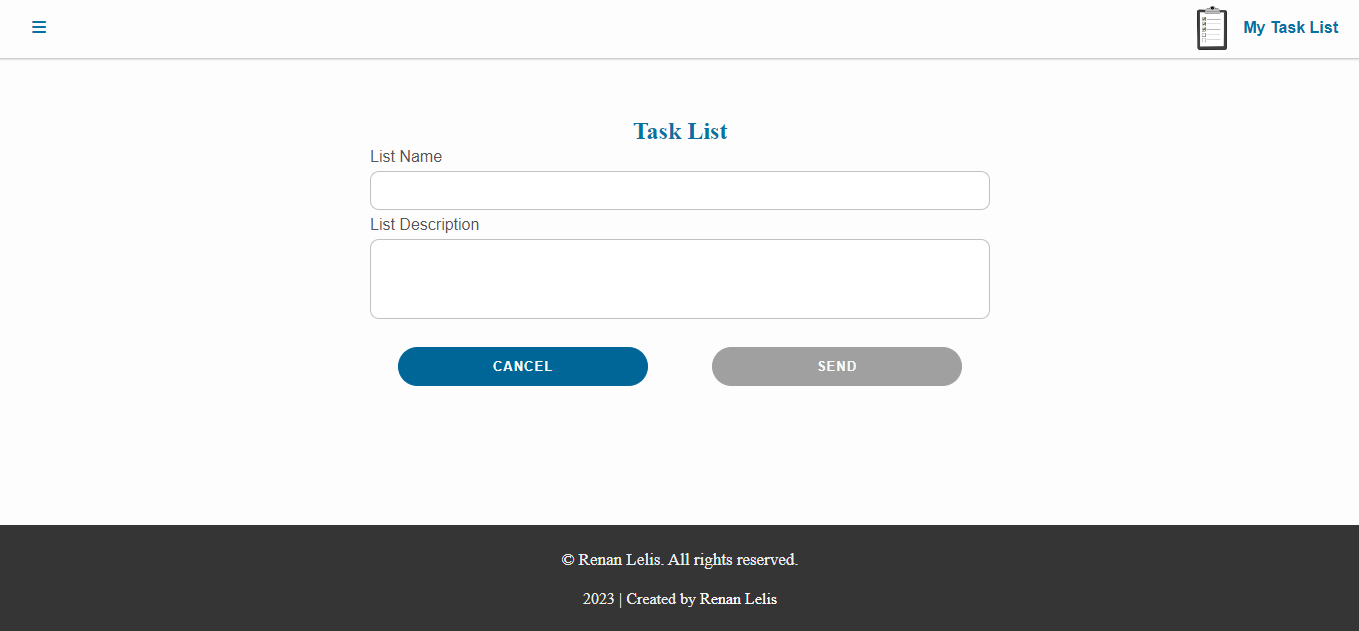 My Task List
Task List
List Name
List Description
CANCEL SEND
© Renan Lelis. All rights reserved.
2023 | Created by Renan Lelis